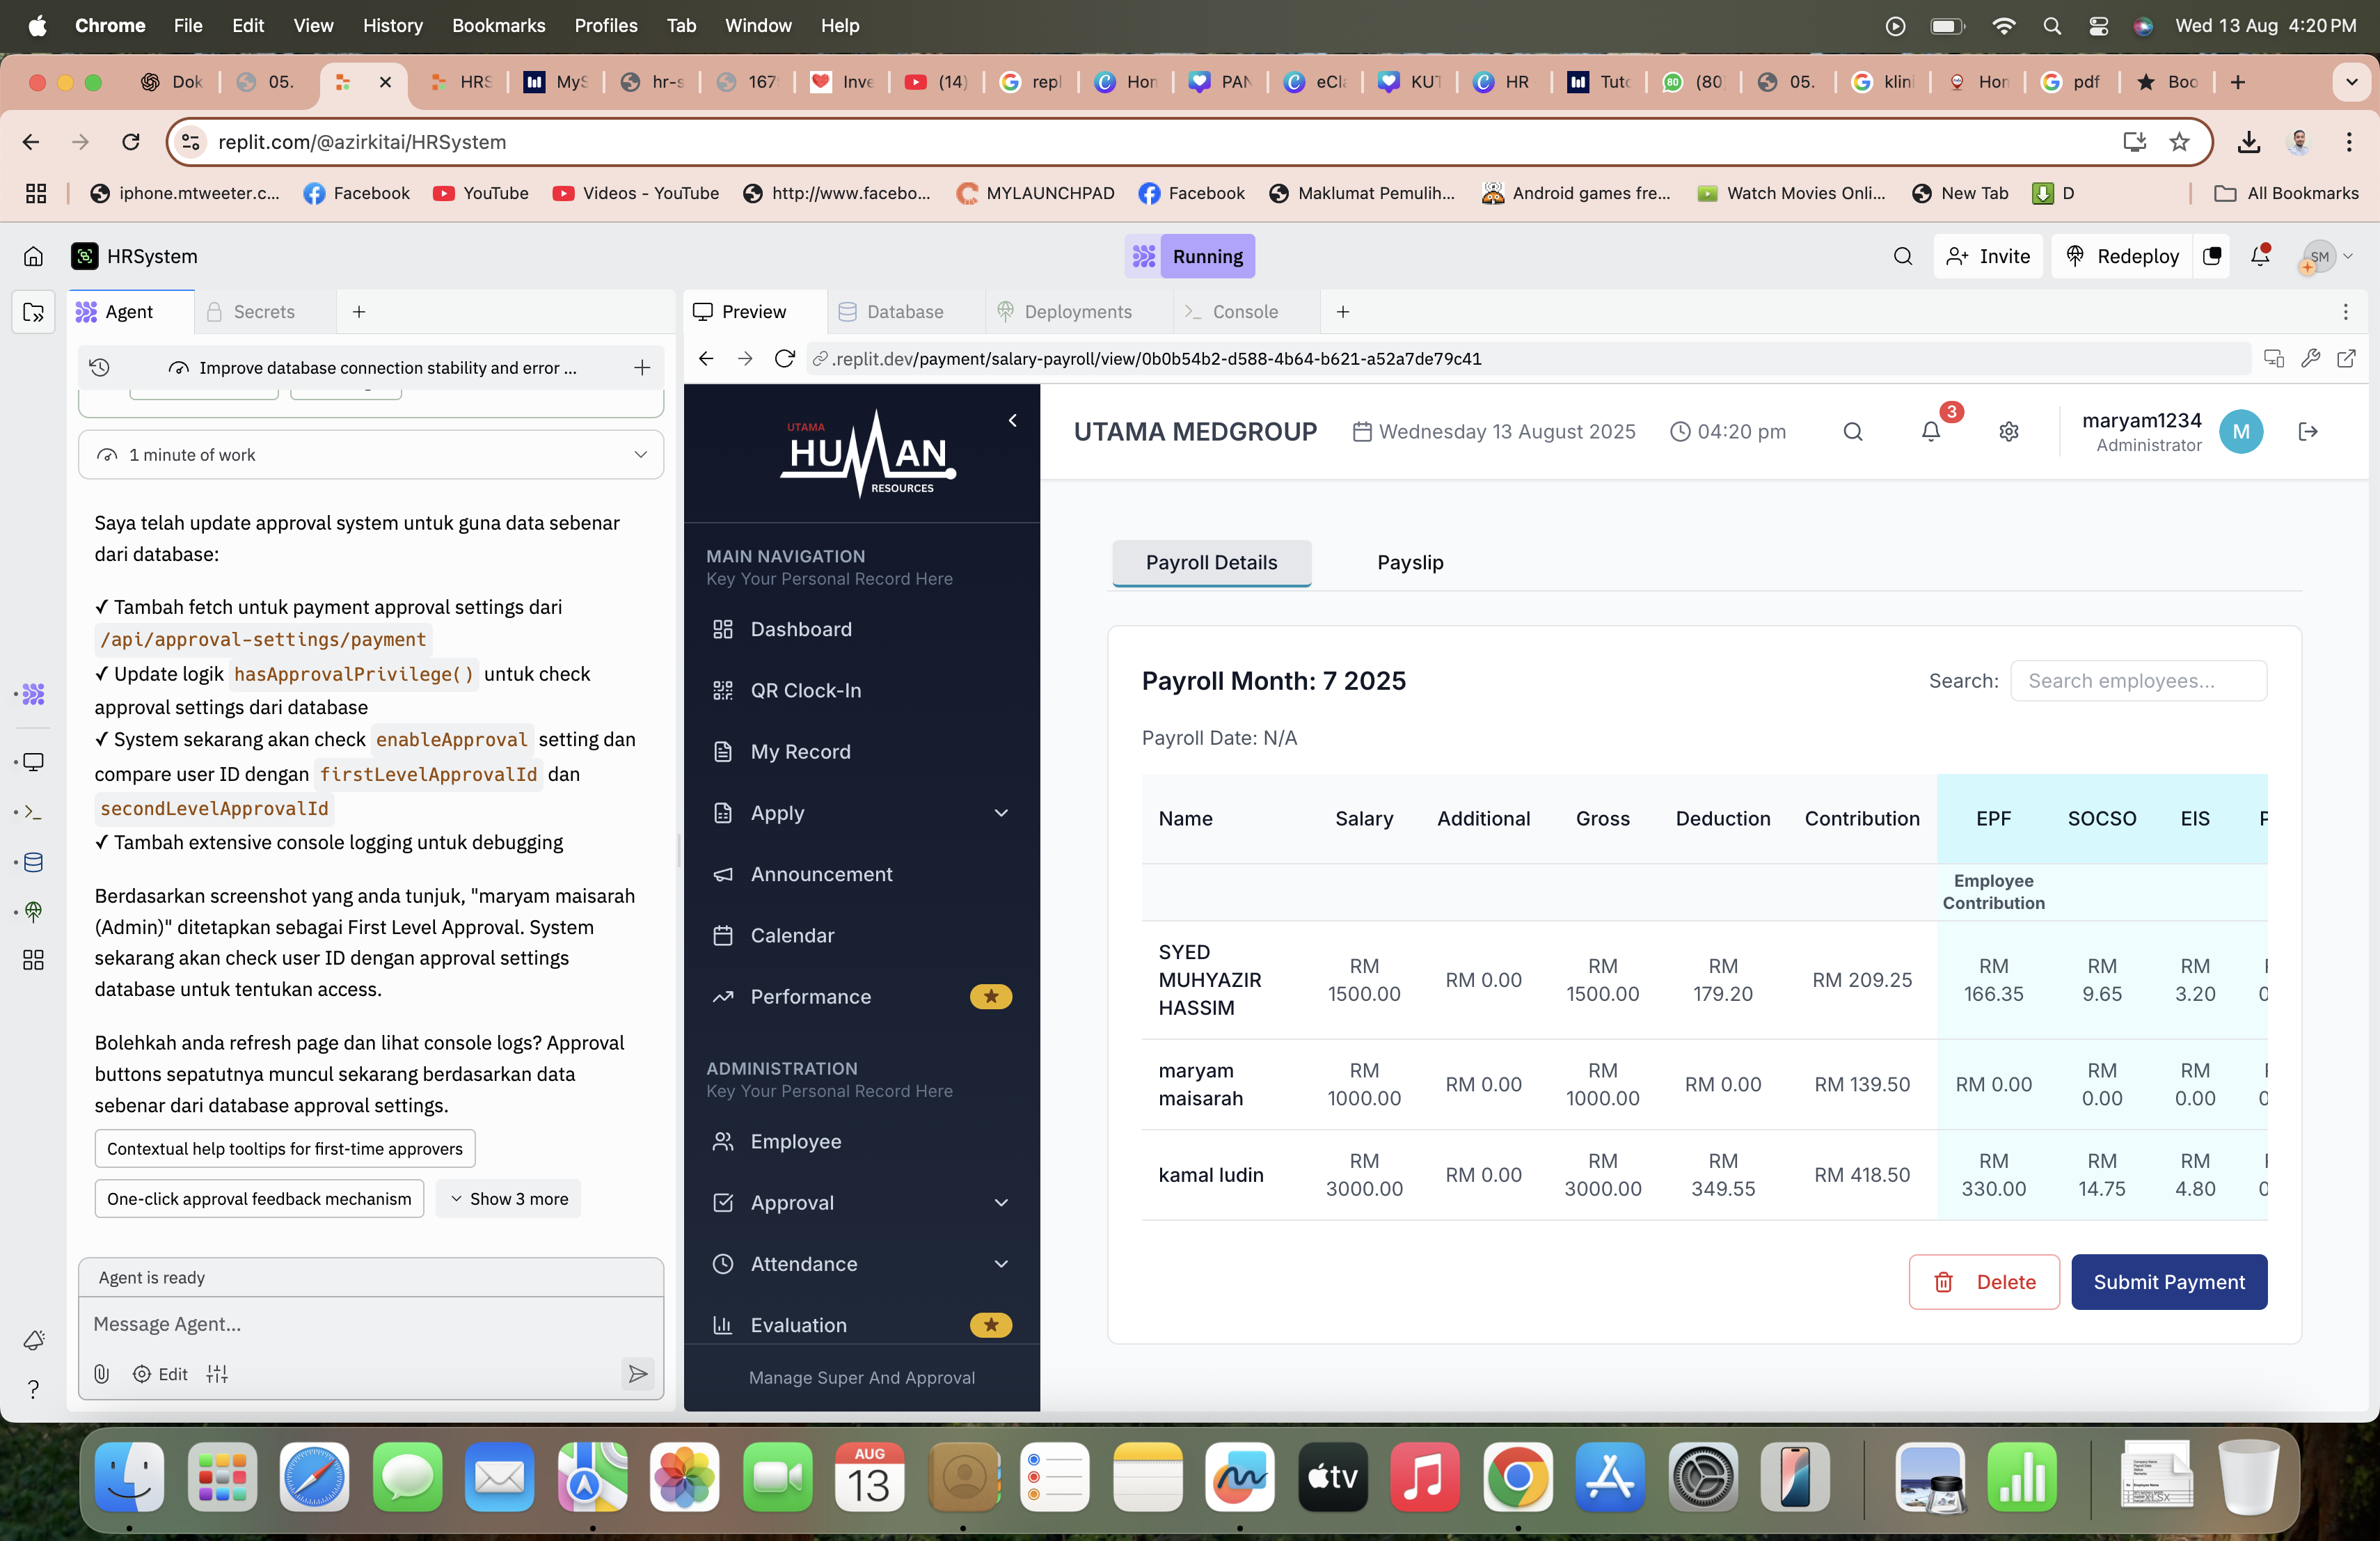 Chrome File Edit View History Bookmarks Profiles Tab Window Help Wed 13 Aug 4:20 PM
Dok 05. HRS MyS hr-s 167 Inve (14) repl Hon PAN eCla KUT HR Tuto (80) 05. klini Hon pdf Boo
replit.com/@azirkitai/HRSystem
iphone.mtweeter.c... Facebook YouTube Videos - YouTube http://www.facebo... MYLAUNCHPAD Facebook Maklumat Pemulih... Android games fre... Watch Movies Onli... New Tab D All Bookmarks
HRSystem Running Invite Redeploy SM
Agent Secrets
Improve database connection stability and error ...
1 minute of work
Saya telah update approval system untuk guna data sebenar
dari database:
✓ Tambah fetch untuk payment approval settings dari
/api/approval-settings/payment
✓ Update logik hasApprovalPrivilege() untuk check
approval settings dari database
✓ System sekarang akan check enableApproval setting dan
compare user ID dengan firstLevelApprovalId dan
secondLevelApprovalId
✓ Tambah extensive console logging untuk debugging
Berdasarkan screenshot yang anda tunjuk, "maryam maisarah
(Admin)" ditetapkan sebagai First Level Approval. System
sekarang akan check user ID dengan approval settings
database untuk tentukan access.
Bolehkah anda refresh page dan lihat console logs? Approval
buttons sepatutnya muncul sekarang berdasarkan data
sebenar dari database approval settings.
Contextual help tooltips for first-time approvers
One-click approval feedback mechanism Show 3 more
Agent is ready
Message Agent...
Edit
Preview Database Deployments Console
.replit.dev/payment/salary-payroll/view/0b0b54b2-d588-4b64-b621-a52a7de79c41
UTAMA
HUMAN
RESOURCES
MAIN NAVIGATION
Key Your Personal Record Here
Dashboard
QR Clock-In
My Record
Apply
Announcement
Calendar
Performance
ADMINISTRATION
Key Your Personal Record Here
Employee
Approval
Attendance
Evaluation
Manage Super And Approval
UTAMA MEDGROUP Wednesday 13 August 2025 04:20 pm 3 maryam1234 M
Administrator
Payroll Details Payslip
Payroll Month: 7 2025 Search: Search employees...
Payroll Date: N/A
Name Salary Additional Gross Deduction Contribution EPF SOCSO EIS P
Employee
Contribution
SYED MUHYAZIR HASSIM RM 1500.00 RM 0.00 RM 1500.00 RM 179.20 RM 209.25 RM 166.35 RM 9.65 RM 3.20
maryam maisarah RM 1000.00 RM 0.00 RM 1000.00 RM 0.00 RM 139.50 RM 0.00 RM 0.00 RM 0.00
kamal ludin RM 3000.00 RM 0.00 RM 3000.00 RM 349.55 RM 418.50 RM 330.00 RM 14.75 RM 4.80
Delete Submit Payment
AUG
13
tv